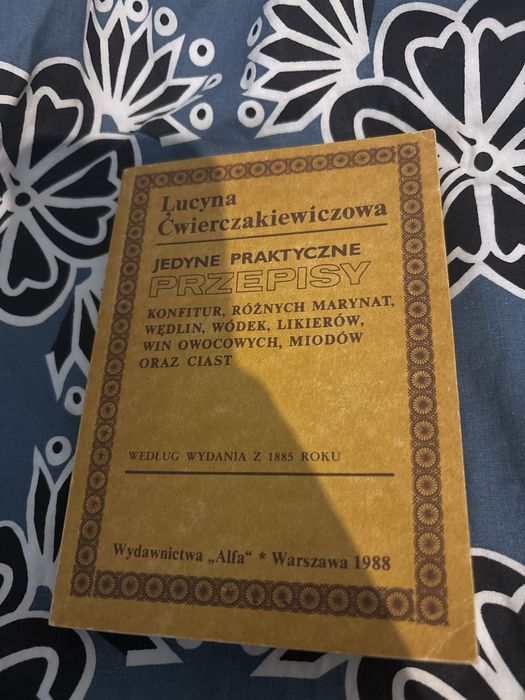 Lucyna
Ćwierczakiewiczowa
JEDYNE PRAKTYCZNE
PRZEPISY
KONFITUR, RÓŻNYCH MARYNAT,
WĘDLIN, WÓDEK, LIKIERÓW,
WIN OWOCOWYCH, MIODÓW
ORAZ CIAST
WEDŁUG WYDANIA Z 1885 ROKU
Wydawnictwa „Alfa" * Warszawa 1988